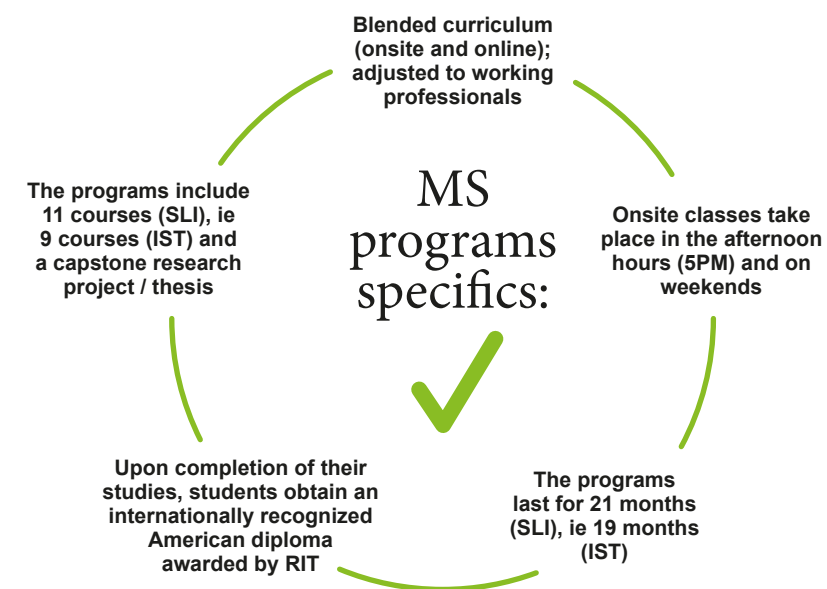 MS
programs
specifics:
Blended curriculum
(onsite and online);
adjusted to working
professionals
Onsite classes take
place in the afternoon
hours (5PM) and on
weekends
The programs
last for 21 months
(SLI), ie 19 months
(IST)
Upon completion of their
studies, students obtain an
internationally recognized
American diploma
awarded by RIT
The programs include
11 courses (SLI), ie
9 courses (IST) and
a capstone research
project / thesis